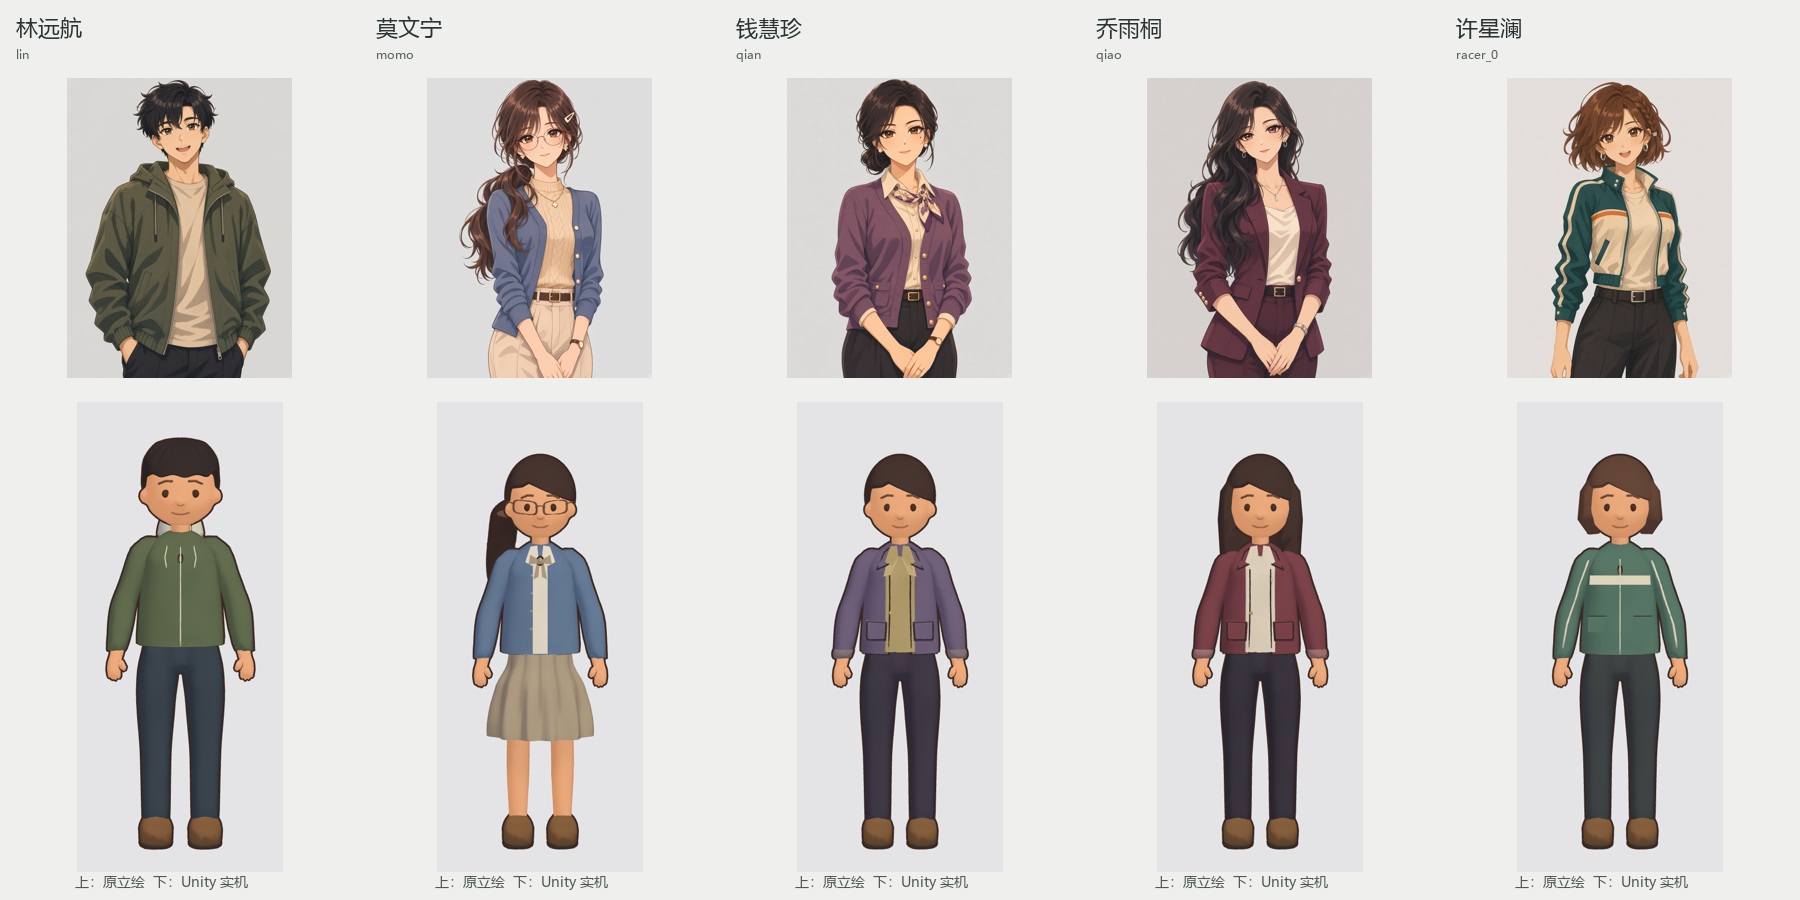 林远航
lin
莫文宁
momo
钱慧珍
qian
乔雨桐
qiao
许星澜
racer_0
上：原立绘 下：Unity 实机
上：原立绘 下：Unity 实机
上：原立绘 下：Unity 实机
上：原立绘 下：Unity 实机
上：原立绘 下：Unity 实机